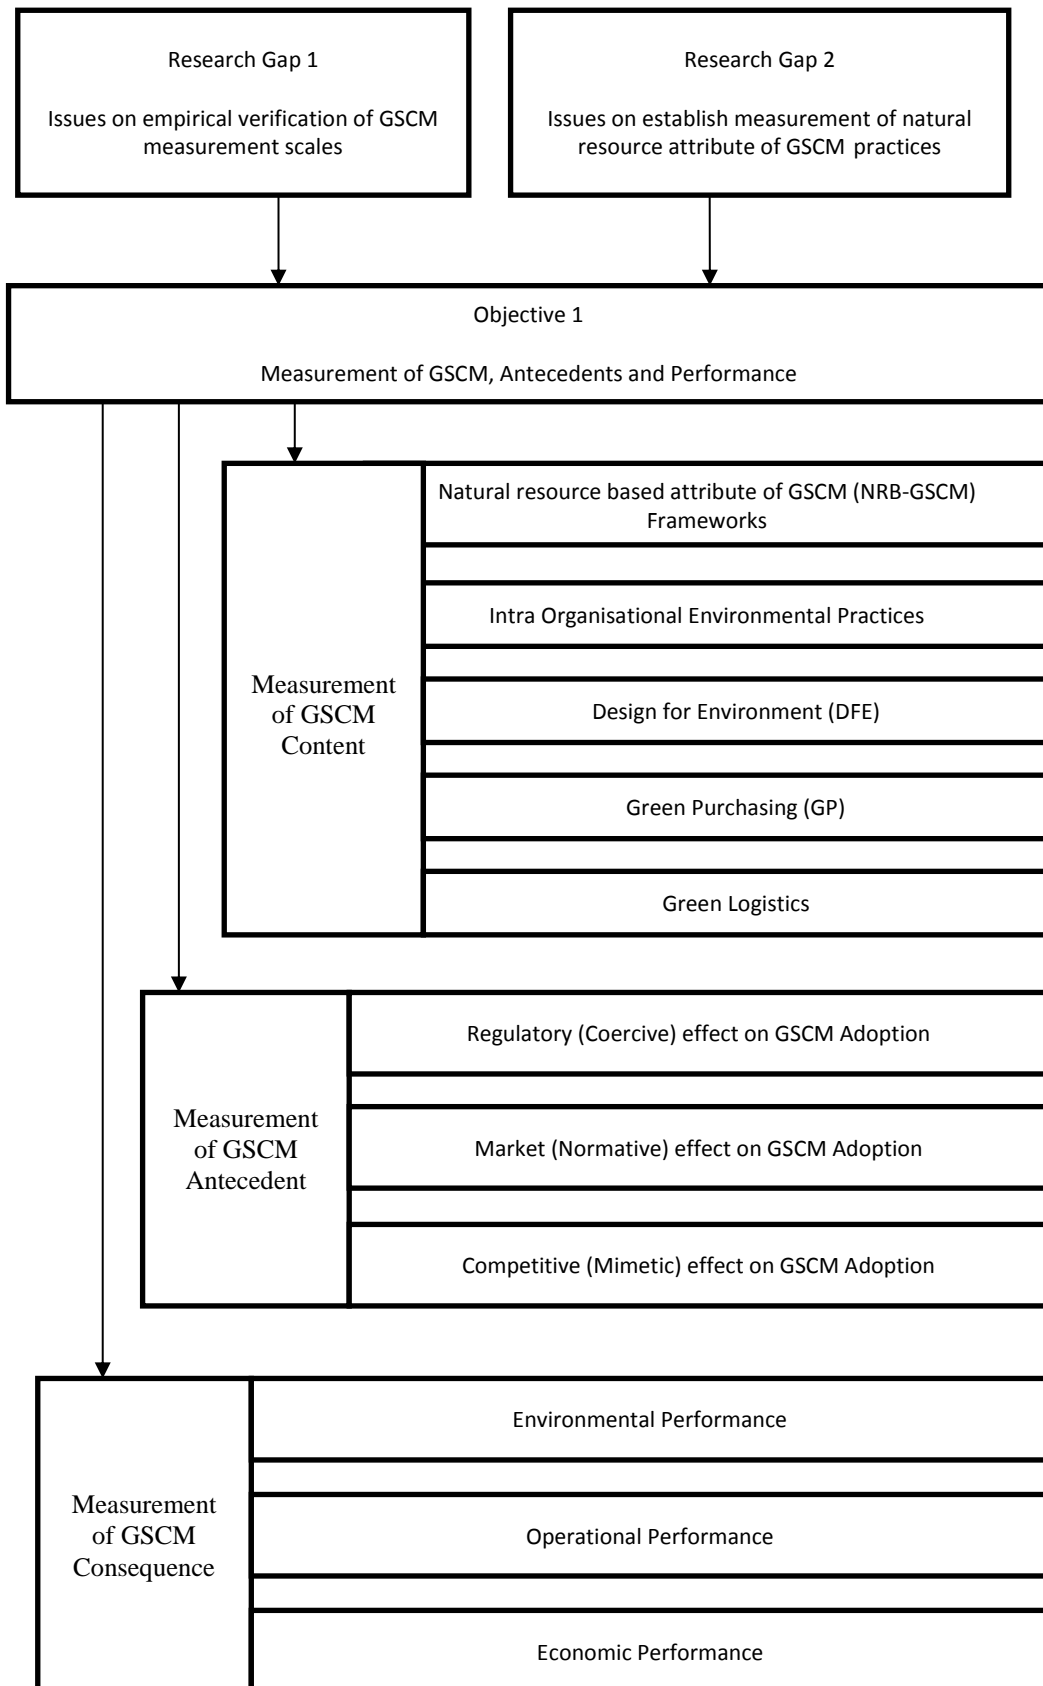 Research Gap 1
Issues on empirical verification of GSCM
measurement scales
Research Gap 2
Issues on establish measurement of natural
resource attribute of GSCM practices
Objective 1
Measurement of GSCM, Antecedents and Performance
Measurement
of GSCM
Content
Natural resource based attribute of GSCM (NRB-GSCM)
Frameworks
Intra Organisational Environmental Practices
Design for Environment (DFE)
Green Purchasing (GP)
Green Logistics
Measurement
of GSCM
Antecedent
Regulatory (Coercive) effect on GSCM Adoption
Market (Normative) effect on GSCM Adoption
Competitive (Mimetic) effect on GSCM Adoption
Measurement
of GSCM
Consequence
Environmental Performance
Operational Performance
Economic Performance